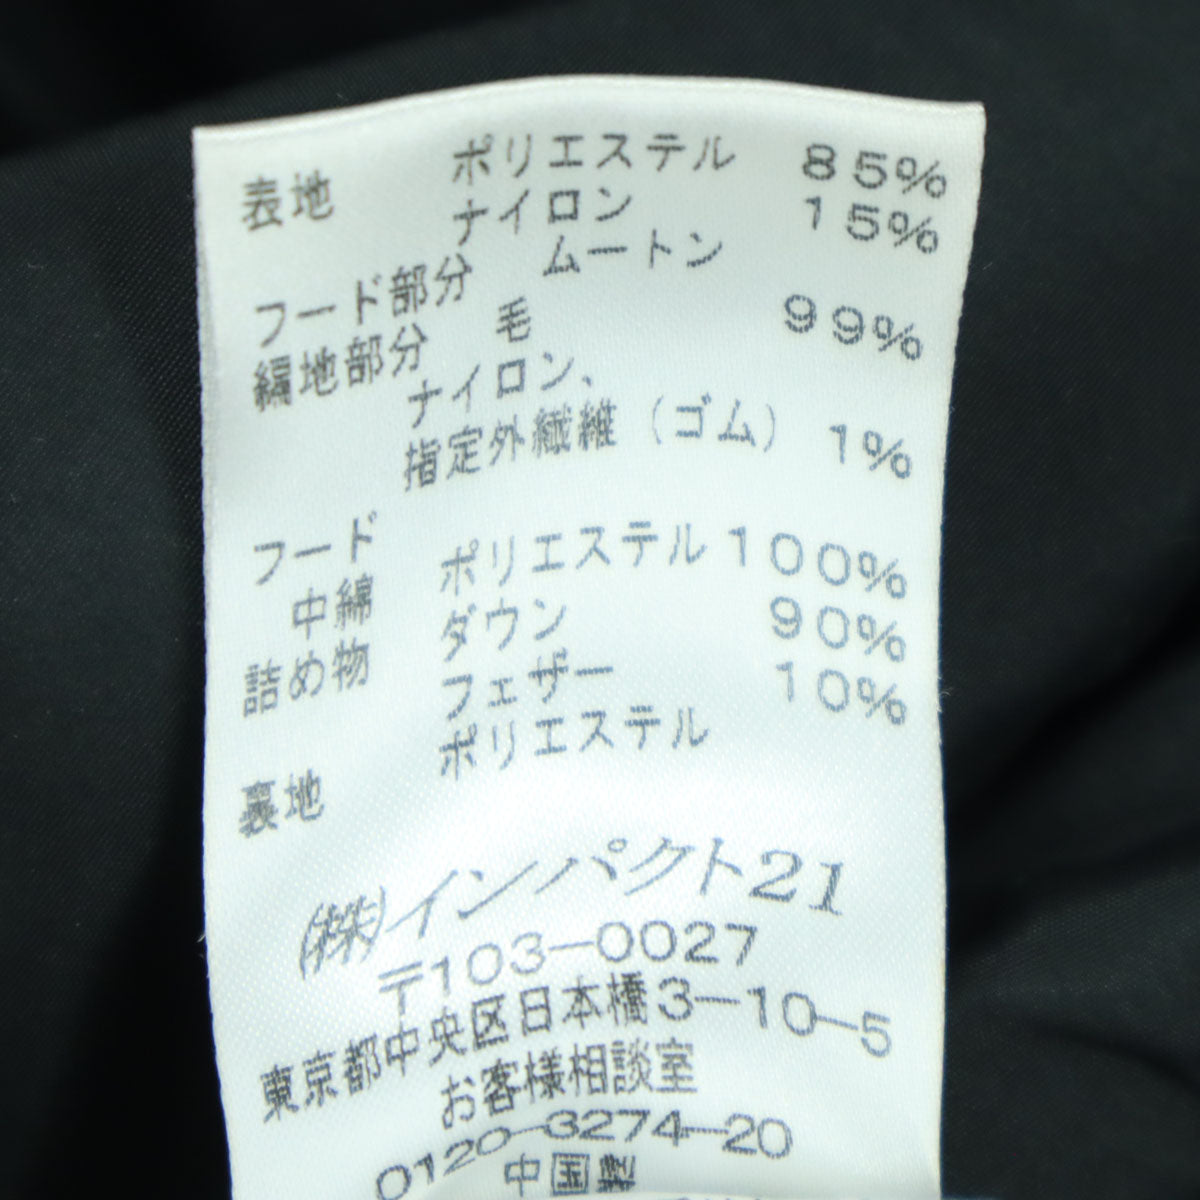 表地 ポリエステル 85%
ナイロン 15%
フード部分 ムートン
編地部分 毛 99%
ナイロン、
指定外繊維（ゴム） 1%
フード
中綿 ポリエステル100%
詰め物 ダウン 90%
フェザー 10%
裏地 ポリエステル
㈱インパクト21
〒103-0027
東京都中央区日本橋3-10-5
お客様相談室
0120-3274-20
中国製